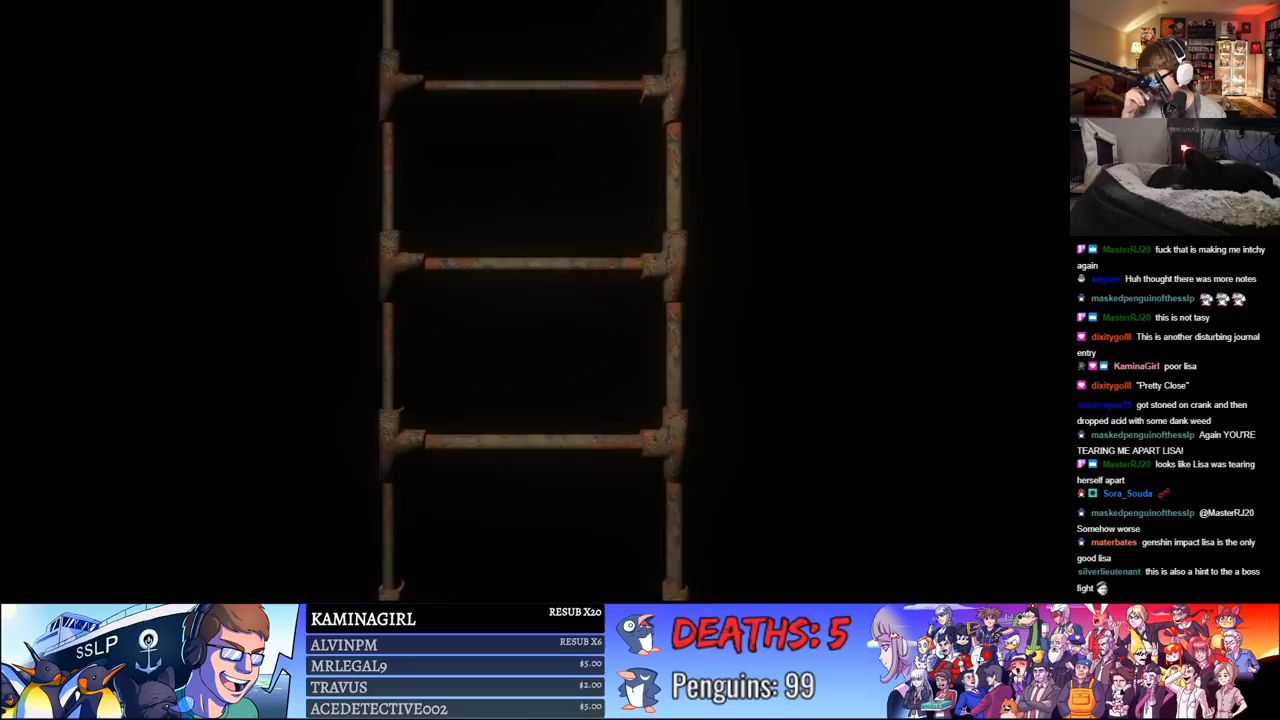 MasterRJ20 fuck that is making me intchy
again
Huh thought there was more notes
maskedpenguinofthesslp
MasterRJ20 this is not tasy
dixitygolll This is another disturbing journal
entry
KaminaGirl poor lisa
dixitygolll "Pretty Close"
got stoned on crank and then
dropped acid with some dank weed
maskedpenguinofthesslp Again YOU'RE
TEARING ME APART LISA!
MasterRJ20 looks like Lisa was tearing
herself apart
Sora_Souda
maskedpenguinofthesslp @MasterRJ20
Somehow worse
materbates genshin impact lisa is the only
good lisa
silverlieutenant this is also a hint to the a boss
fight
SSLP
KAMINAGIRL RESUB X20
ALVINPM RESUB X6
MRLEGAL9 $5.00
TRAVUS $2.00
ACEDETECTIVE002 $5.00
DEATHS: 5
Penguins: 99